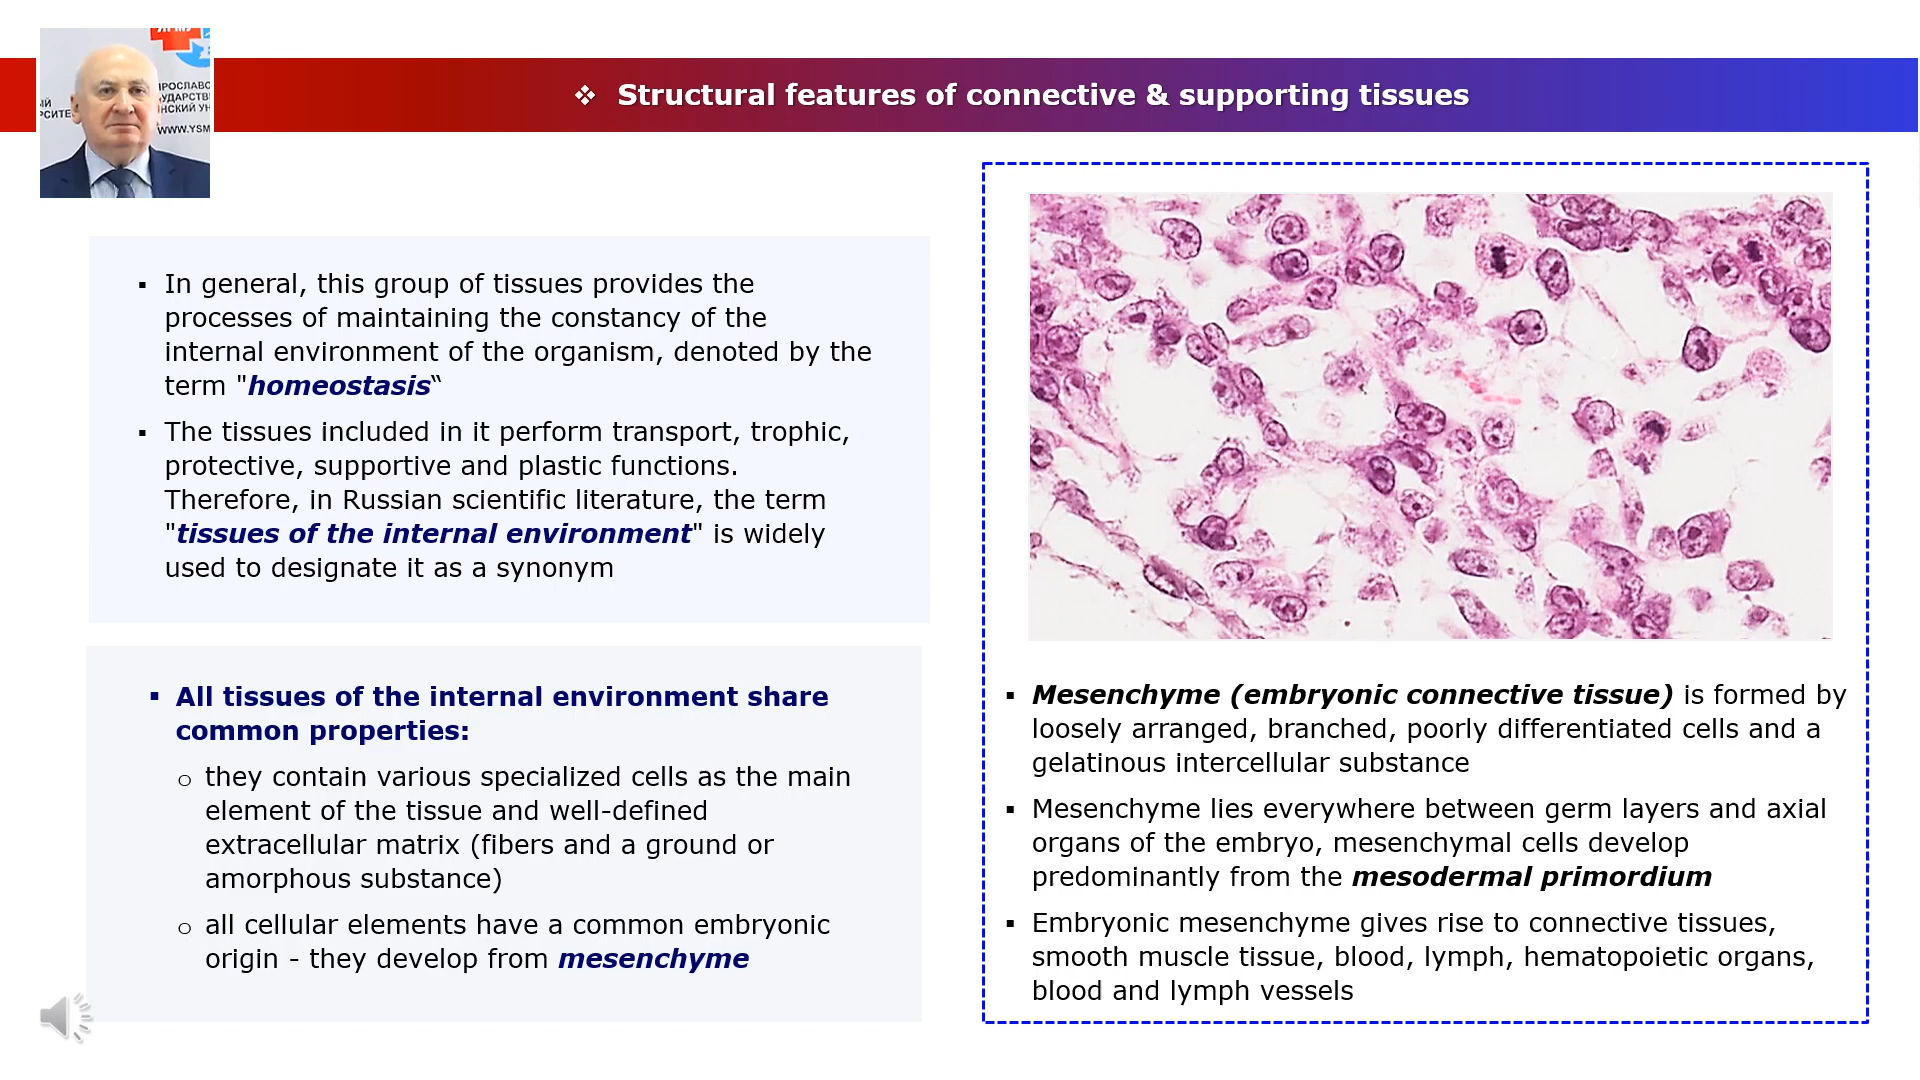 ❖ Structural features of connective & supporting tissues
WWW.YSM
▪ In general, this group of tissues provides the
processes of maintaining the constancy of the
internal environment of the organism, denoted by the
term "homeostasis“
▪ The tissues included in it perform transport, trophic,
protective, supportive and plastic functions.
Therefore, in Russian scientific literature, the term
"tissues of the internal environment" is widely
used to designate it as a synonym
▪ All tissues of the internal environment share
common properties:
o they contain various specialized cells as the main
element of the tissue and well-defined
extracellular matrix (fibers and a ground or
amorphous substance)
o all cellular elements have a common embryonic
origin - they develop from mesenchyme
▪ Mesenchyme (embryonic connective tissue) is formed by
loosely arranged, branched, poorly differentiated cells and a
gelatinous intercellular substance
▪ Mesenchyme lies everywhere between germ layers and axial
organs of the embryo, mesenchymal cells develop
predominantly from the mesodermal primordium
▪ Embryonic mesenchyme gives rise to connective tissues,
smooth muscle tissue, blood, lymph, hematopoietic organs,
blood and lymph vessels